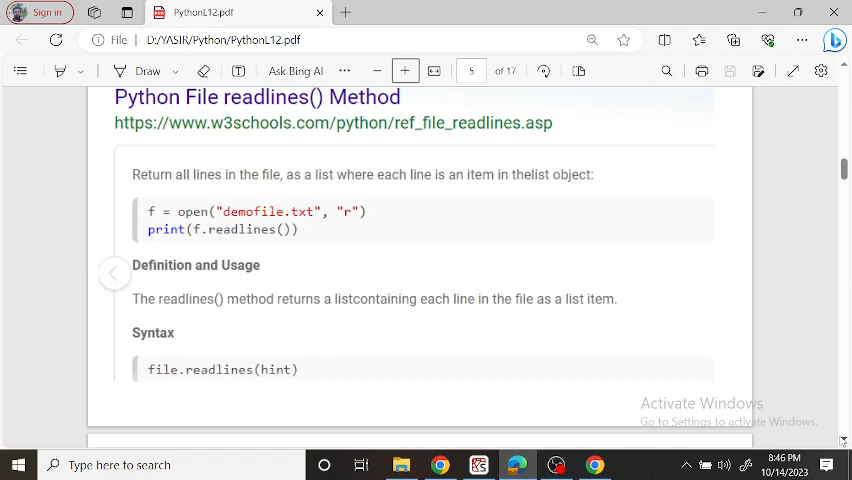 Sign in
PythonL12.pdf
File
D:/YASIR/Python/PythonL12.pdf
Draw
Ask Bing AI
5
of 17
Python File readlines() Method
https://www.w3schools.com/python/ref_file_readlines.asp
Return all lines in the file, as a list where each line is an item in thelist object:
f = open("demofile.txt", "r")
print(f.readlines())
Definition and Usage
The readlines() method returns a listcontaining each line in the file as a list item.
Syntax
file.readlines(hint)
Activate Windows
Go to Settings to activate Windows.
Type here to search
8:46 PM
10/14/2023